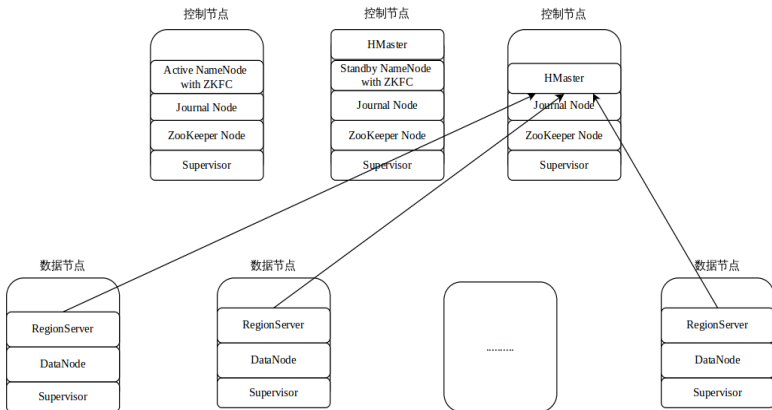 控制节点
控制节点
控制节点
Active NameNode
with ZKFC
Journal Node
ZooKeeper Node
Supervisor
HMaster
Standby NameNode
with ZKFC
Journal Node
ZooKeeper Node
Supervisor
HMaster
Journal Node
ZooKeeper Node
Supervisor
数据节点
数据节点
数据节点
RegionServer
DataNode
Supervisor
RegionServer
DataNode
Supervisor
..........
RegionServer
DataNode
Supervisor